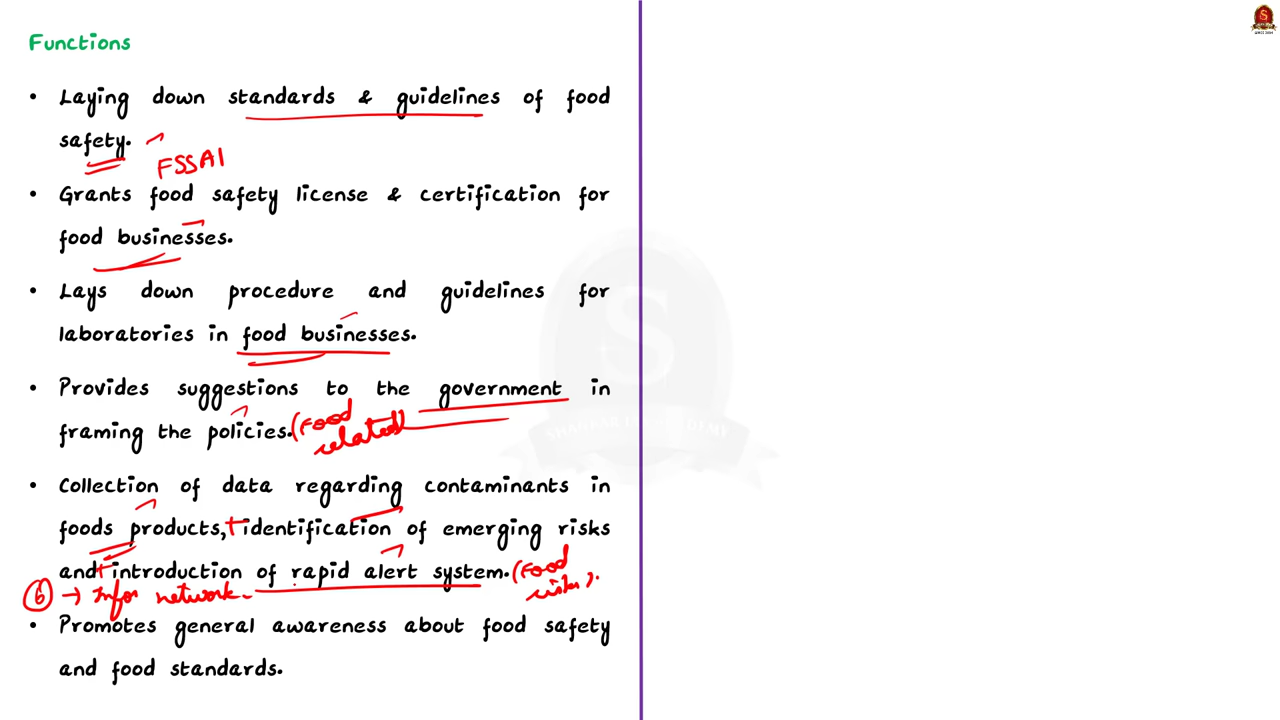 Functions
• Laying down standards & guidelines of food
safety.
FSSAI
• Grants food safety license & certification for
food businesses.
• Lays down procedure and guidelines for
laboratories in food businesses.
• Provides suggestions to the government in
framing the policies. (Food
related)
• Collection of data regarding contaminants in
foods products, + identification of emerging risks
and + introduction of rapid alert system. (Food
risks).
6 → Infor network.
• Promotes general awareness about food safety
and food standards.
S
SHANKAR IAS ACADEMY